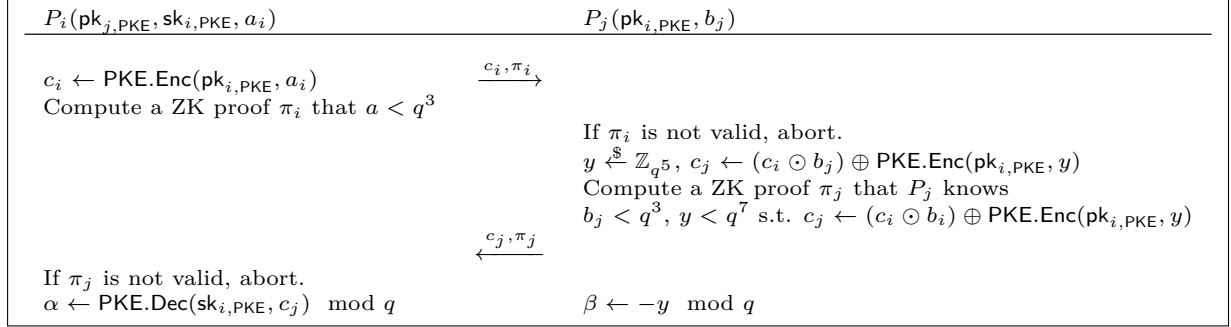 P_i(pk_{j,PKE}, sk_{i,PKE}, a_i) P_j(pk_{i,PKE}, b_j)
c_i ← PKE.Enc(pk_{i,PKE}, a_i) c_i, π_i
Compute a ZK proof π_i that a < q^3
If π_i is not valid, abort.
y ←$ ℤ_{q^5}, c_j ← (c_i ⊙ b_j) ⊕ PKE.Enc(pk_{i,PKE}, y)
Compute a ZK proof π_j that P_j knows
b_j < q^3, y < q^7 s.t. c_j ← (c_i ⊙ b_i) ⊕ PKE.Enc(pk_{i,PKE}, y)
c_j, π_j
If π_j is not valid, abort.
α ← PKE.Dec(sk_{i,PKE}, c_j) mod q β ← −y mod q